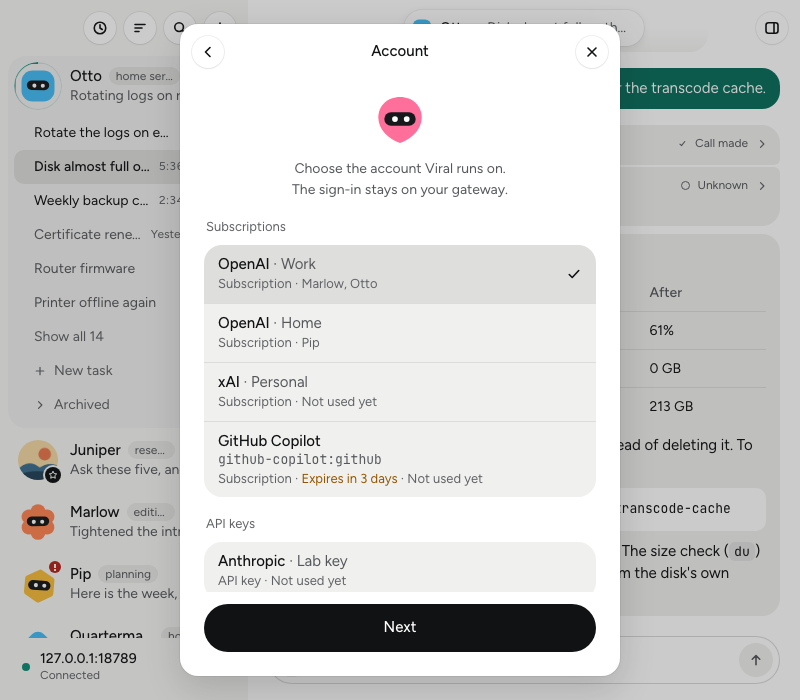 Account
Choose the account Viral runs on.
The sign-in stays on your gateway.
Subscriptions
OpenAI · Work
Subscription · Marlow, Otto
OpenAI · Home
Subscription · Pip
xAI · Personal
Subscription · Not used yet
GitHub Copilot
github-copilot:github
Subscription · Expires in 3 days · Not used yet
API keys
Anthropic · Lab key
API key · Not used yet
Next
Otto home ser…
Rotating logs on
Rotate the logs on e…
Disk almost full o… 5:36
Weekly backup c… 2:34
Certificate rene… Yeste
Router firmware
Printer offline again
Show all 14
New task
Archived
Juniper rese…
Ask these five, an
Marlow editi…
Tightened the intr
Pip planning
Here is the week,
Quarterma
127.0.0.1:18789
Connected
the transcode cache.
Call made
Unknown
After
61%
0 GB
213 GB
ead of deleting it. To
transcode-cache
The size check (du)
m the disk's own